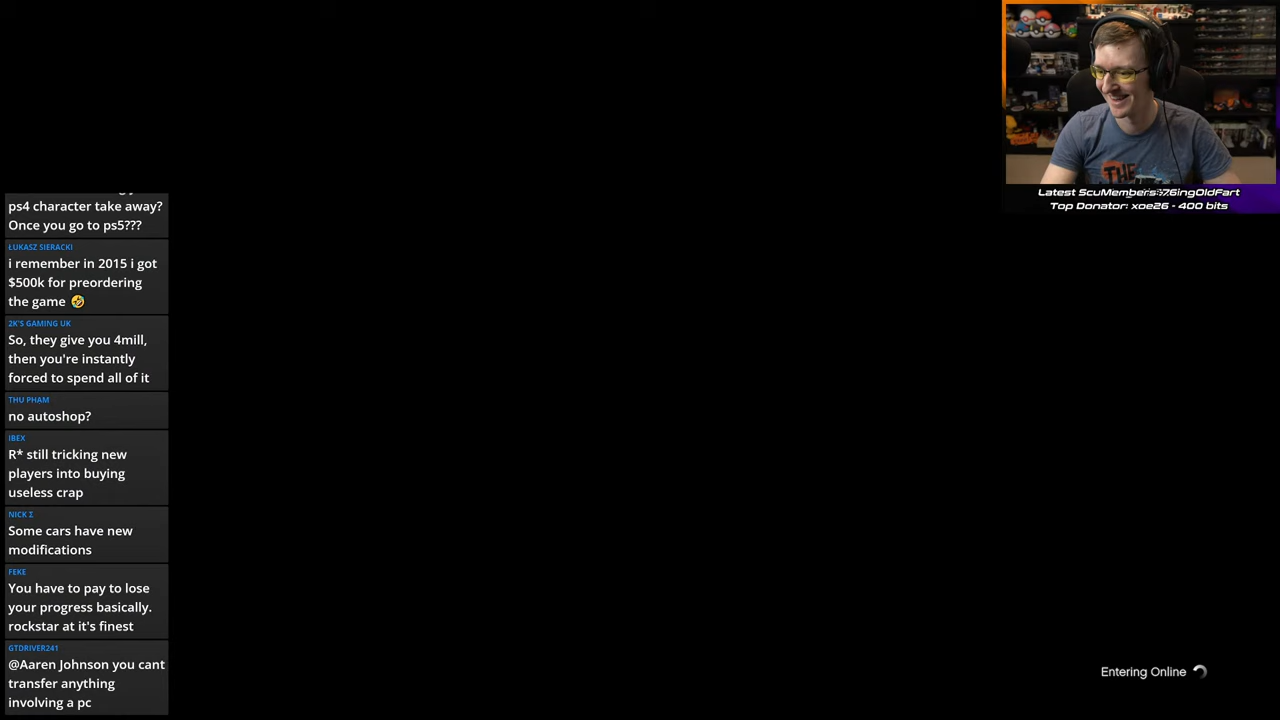 ps4 character take away?
Once you go to ps5???
ŁUKASZ SIERACKI
i remember in 2015 i got
$500k for preordering
the game 🤣
2K'S GAMING UK
So, they give you 4mill,
then you're instantly
forced to spend all of it
THU PHAM
no autoshop?
IBEX
R* still tricking new
players into buying
useless crap
NICK Σ
Some cars have new
modifications
FEKE
You have to pay to lose
your progress basically.
rockstar at it's finest
GTDRIVER241
@Aaren Johnson you cant
transfer anything
involving a pc
THE
Latest ScuMembers:
Top Donator: xoe26 - 400 bits
Entering Online